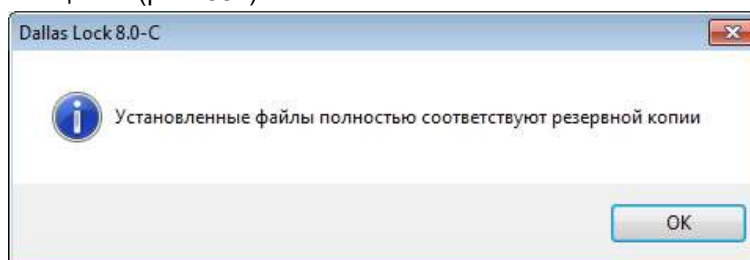 Dallas Lock 8.0-C
Установленные файлы полностью соответствуют резервной копии
OK